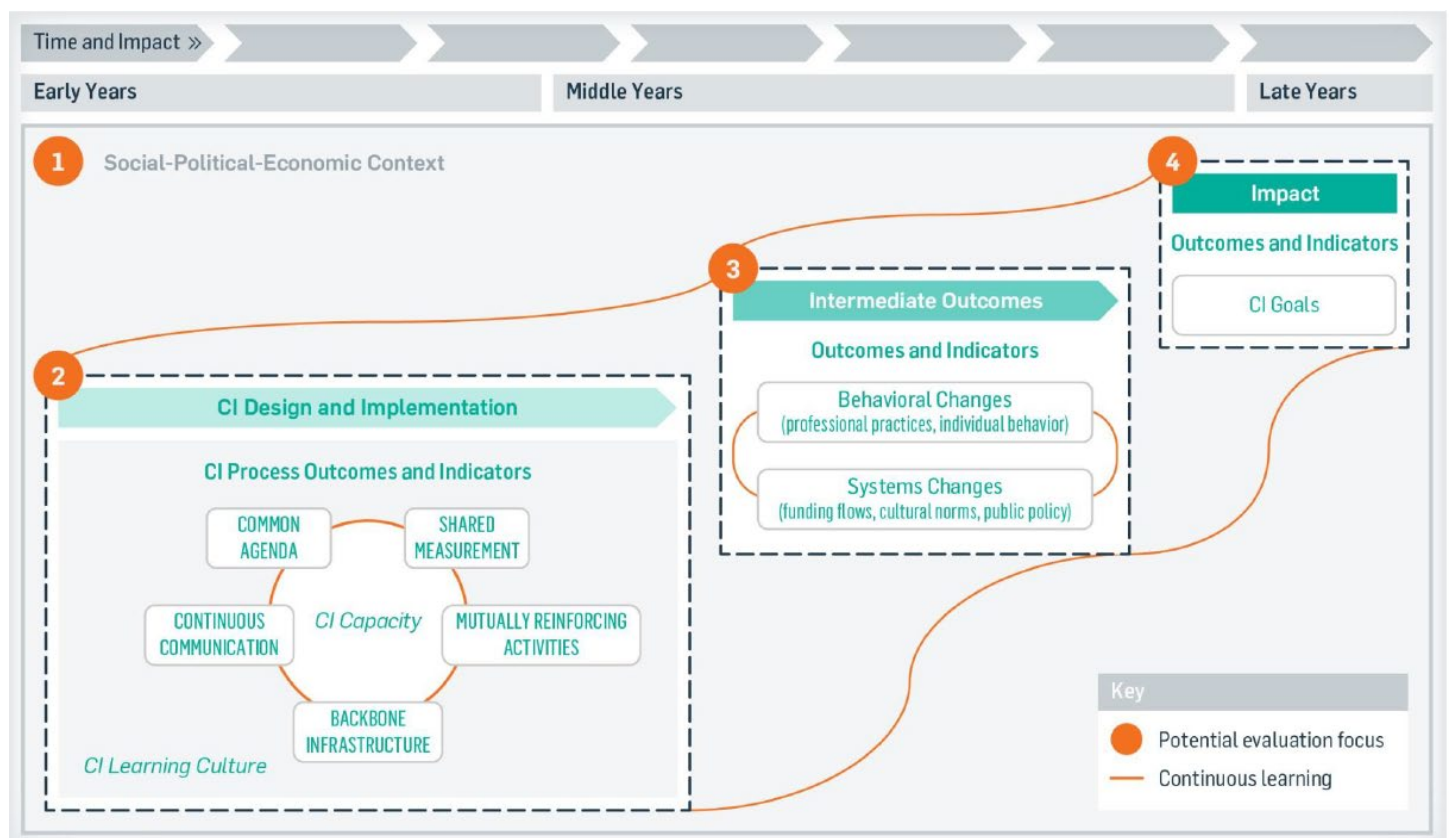 Time and Impact »
Early Years
Middle Years
Late Years
1
Social-Political-Economic Context
4
Impact
Outcomes and Indicators
CI Goals
3
Intermediate Outcomes
Outcomes and Indicators
Behavioral Changes
(professional practices, individual behavior)
Systems Changes
(funding flows, cultural norms, public policy)
2
CI Design and Implementation
CI Process Outcomes and Indicators
COMMON
AGENDA
SHARED
MEASUREMENT
CONTINUOUS
COMMUNICATION
CI Capacity
MUTUALLY REINFORCING
ACTIVITIES
BACKBONE
INFRASTRUCTURE
CI Learning Culture
Key
Potential evaluation focus
Continuous learning